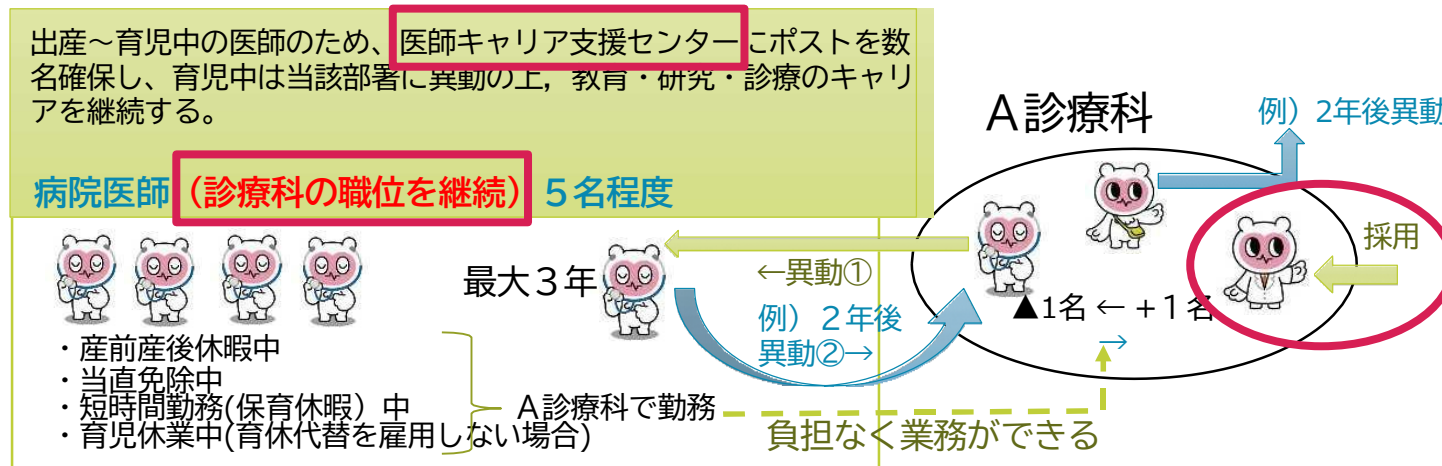 出産～育児中の医師のため、医師キャリア支援センターにポストを数
名確保し、育児中は当該部署に異動の上，教育・研究・診療のキャリ
アを継続する。
病院医師（診療科の職位を継続）５名程度
最大３年
・産前産後休暇中
・当直免除中
・短時間勤務(保育休暇）中
・育児休業中(育休代替を雇用しない場合)
Ａ診療科で勤務
Ａ診療科
例）2年後異動
採用
←異動①
例）２年後
異動②→
▲1名 ← +１名
→
負担なく業務ができる